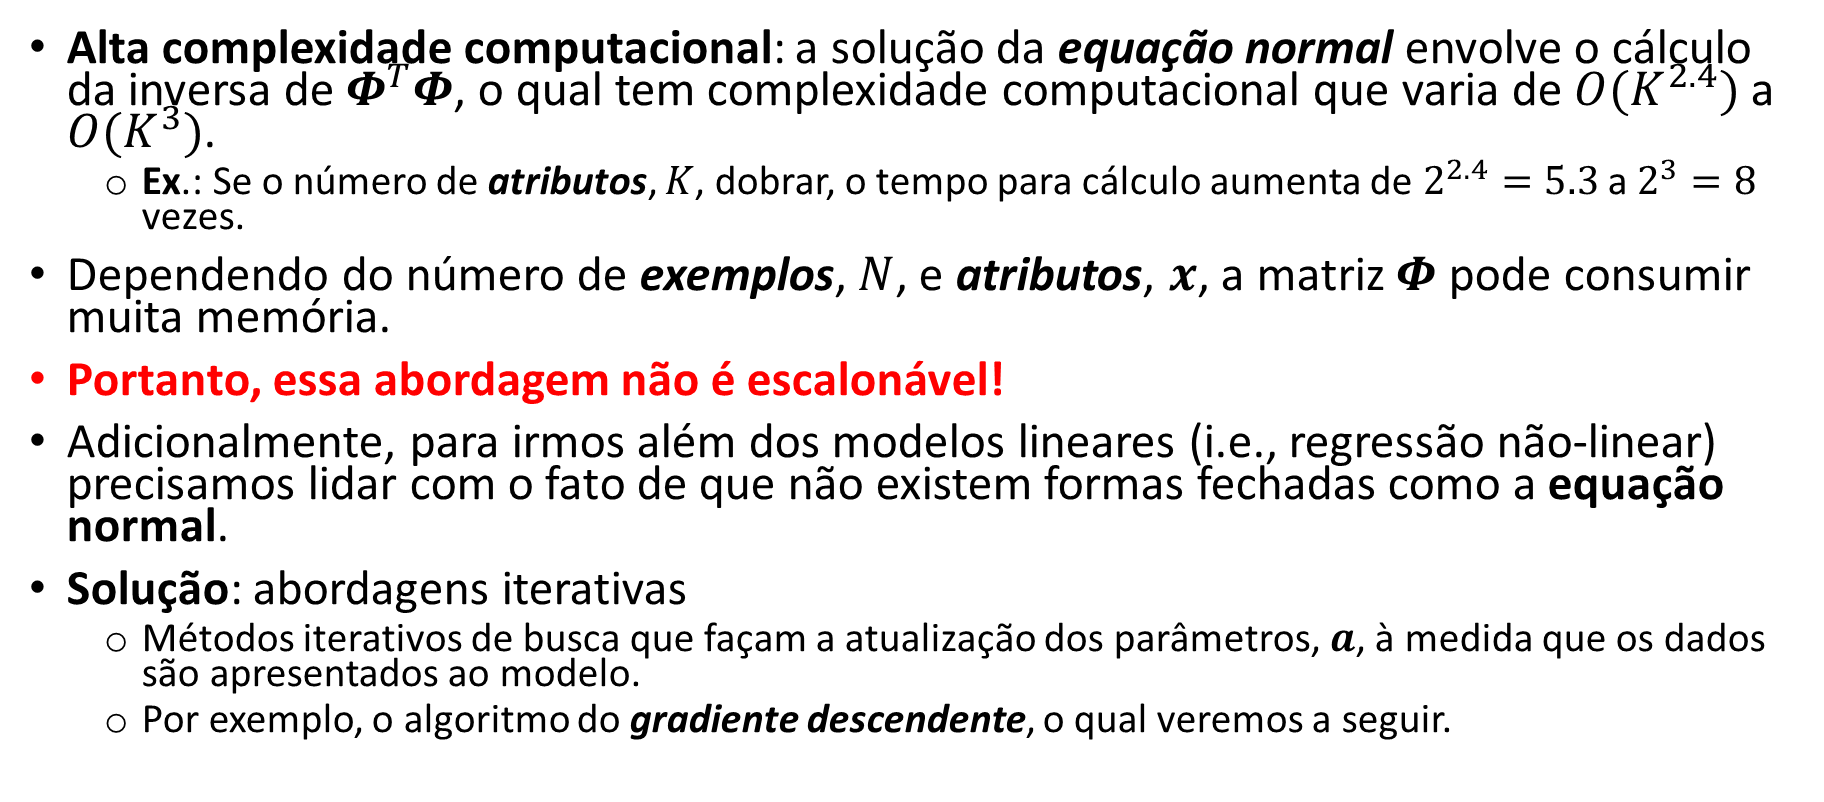 • Alta complexidade computacional: a solução da equação normal envolve o cálculo
da inversa de Φ^T Φ, o qual tem complexidade computacional que varia de O(K^2.4) a
O(K^3).
o Ex.: Se o número de atributos, K, dobrar, o tempo para cálculo aumenta de 2^2.4 = 5.3 a 2^3 = 8
vezes.
• Dependendo do número de exemplos, N, e atributos, x, a matriz Φ pode consumir
muita memória.
• Portanto, essa abordagem não é escalonável!
• Adicionalmente, para irmos além dos modelos lineares (i.e., regressão não-linear)
precisamos lidar com o fato de que não existem formas fechadas como a equação
normal.
• Solução: abordagens iterativas
o Métodos iterativos de busca que façam a atualização dos parâmetros, a, à medida que os dados
são apresentados ao modelo.
o Por exemplo, o algoritmo do gradiente descendente, o qual veremos a seguir.